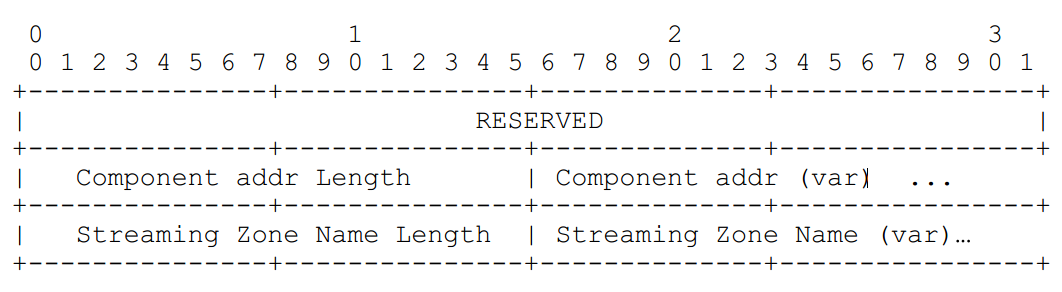 0                   1                   2                   3
 0 1 2 3 4 5 6 7 8 9 0 1 2 3 4 5 6 7 8 9 0 1 2 3 4 5 6 7 8 9 0 1
+---------------+---------------+--------------+----------------+
|                            RESERVED                           |
+---------------+---------------+--------------+----------------+
|   Component addr Length       | Component addr (var)  ...
+---------------+---------------+--------------+----------------+
|   Streaming Zone Name Length  | Streaming Zone Name (var)…
+---------------+---------------+--------------+----------------+